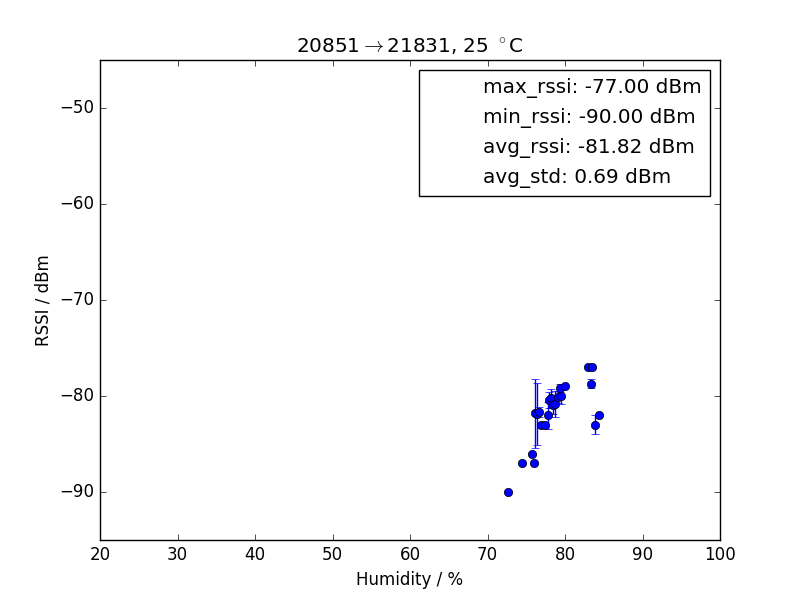 20851→21831, 25 °C
max_rssi: -77.00 dBm
min_rssi: -90.00 dBm
avg_rssi: -81.82 dBm
avg_std: 0.69 dBm
RSSI / dBm
−50
−60
−70
−80
−90
20 30 40 50 60 70 80 90 100
Humidity / %